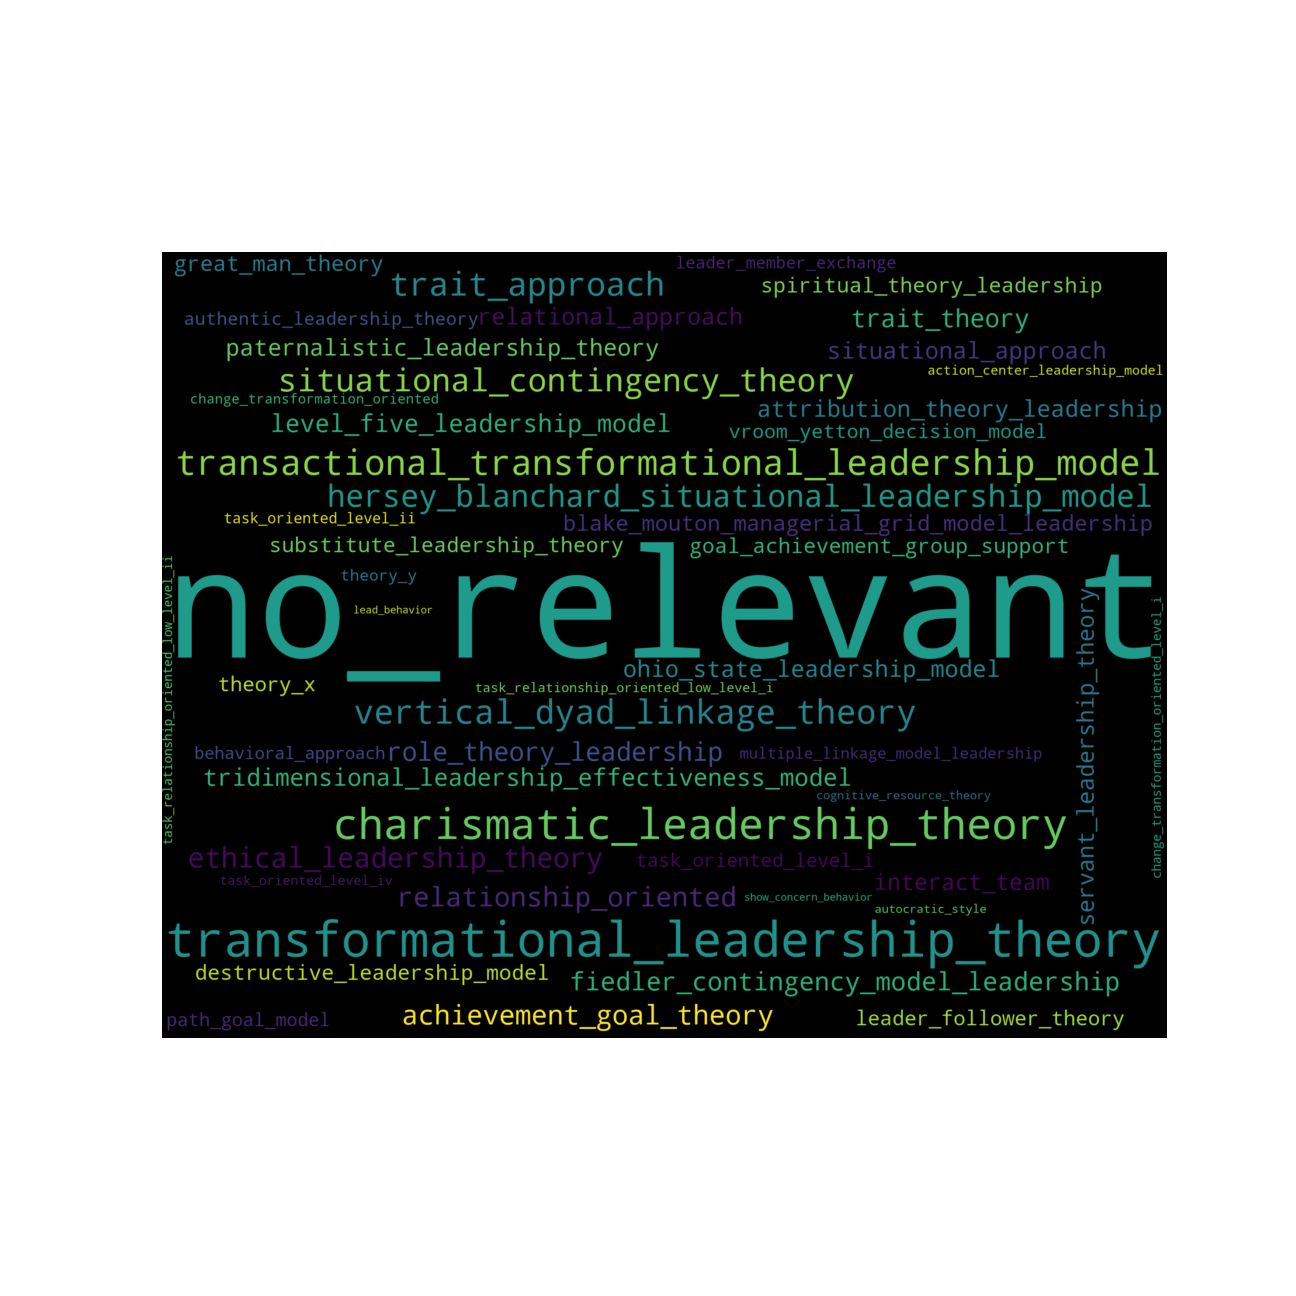 great_man_theory
leader_member_exchange
trait_approach
spiritual_theory_leadership
authentic_leadership_theory
relational_approach
trait_theory
paternalistic_leadership_theory
situational_approach
situational_contingency_theory
action_center_leadership_model
change_transformation_oriented
attribution_theory_leadership
level_five_leadership_model
vroom_yetton_decision_model
transactional_transformational_leadership_model
hersey_blanchard_situational_leadership_model
task_oriented_level_ii
blake_mouton_managerial_grid_model_leadership
substitute_leadership_theory
goal_achievement_group_support
task_relationship_oriented_low_level_ii
no_relevant
theory_y
lead_behavior
servant_leadership_theory
change_transformation_oriented_level_i
ohio_state_leadership_model
theory_x
task_relationship_oriented_low_level_i
vertical_dyad_linkage_theory
behavioral_approach
role_theory_leadership
multiple_linkage_model_leadership
tridimensional_leadership_effectiveness_model
cognitive_resource_theory
charismatic_leadership_theory
ethical_leadership_theory
task_oriented_level_i
task_oriented_level_iv
interact_team
relationship_oriented
show_concern_behavior
autocratic_style
transformational_leadership_theory
destructive_leadership_model
fiedler_contingency_model_leadership
path_goal_model
achievement_goal_theory
leader_follower_theory